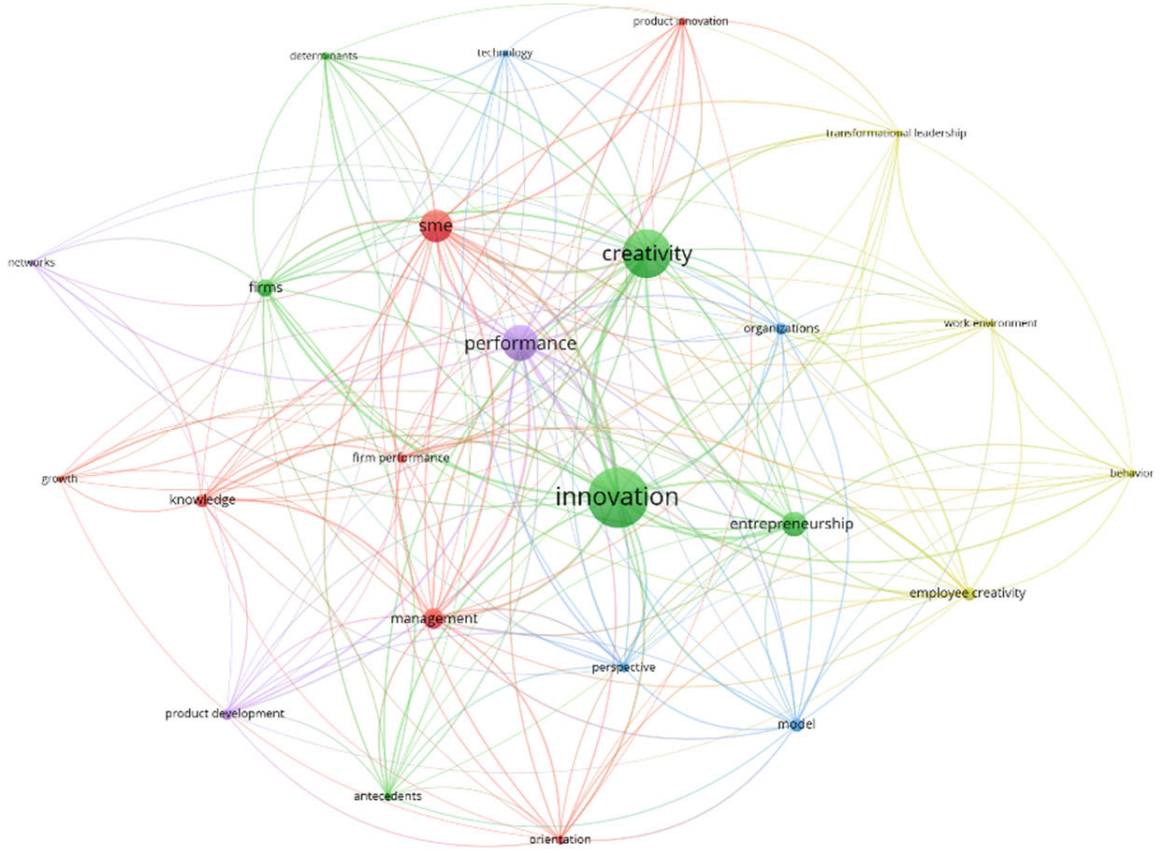 product innovation
determinants
technology
transformational leadership
sme
creativity
networks
firms
work environment
organizations
performance
firm performance
behavior
growth
knowledge
innovation
entrepreneurship
employee creativity
management
perspective
product development
model
antecedents
orientation